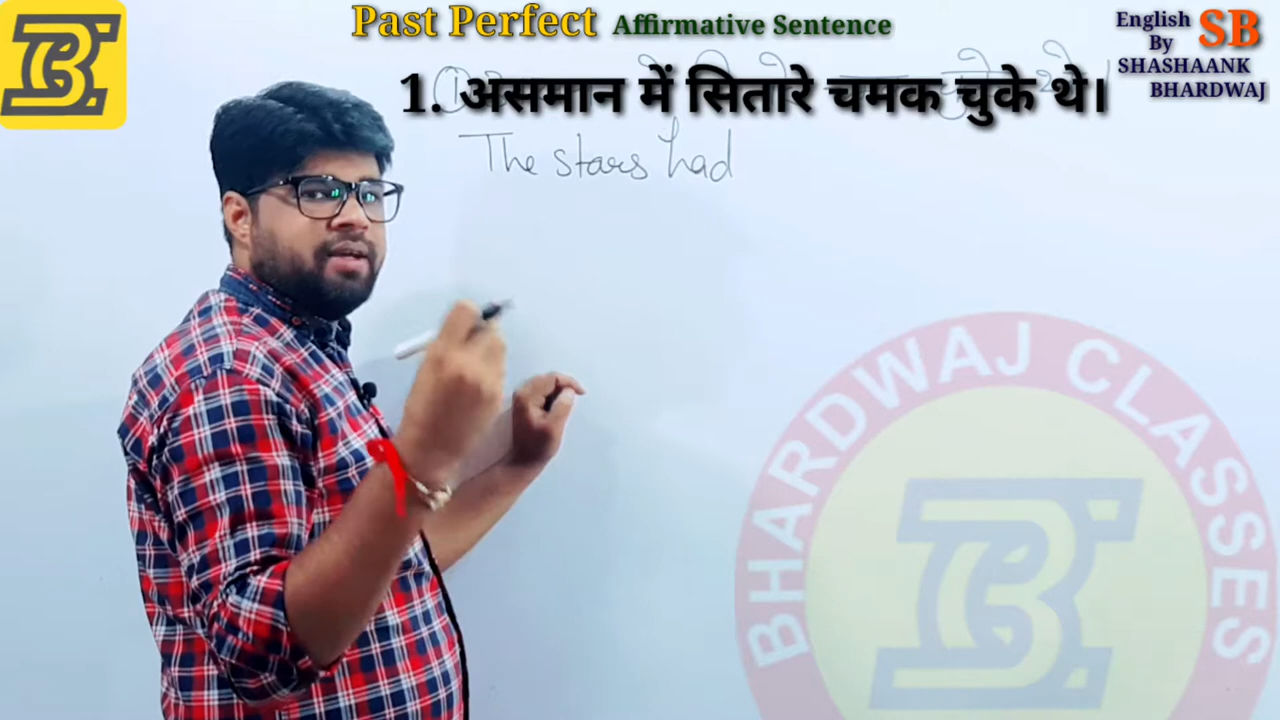 Past Perfect Affirmative Sentence
English SB
By
SHASHAANK
BHARDWAJ
1. असमान में सितारे चमक चुके थे।
The stars had
BHARDWAJ CLASSES